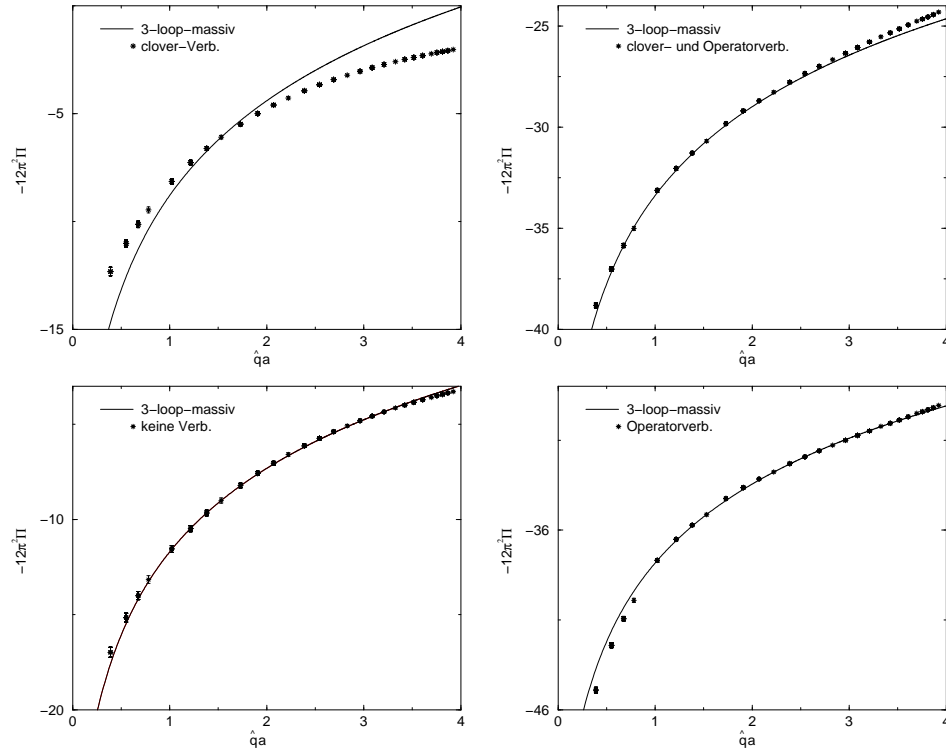 3−loop−massiv
clover−Verb.
−5
−15
−12π²Π
0
1
2
3
4
q̂a
3−loop−massiv
clover− und Operatorverb.
−25
−30
−35
−40
−12π²Π
0
1
2
3
4
q̂a
3−loop−massiv
keine Verb.
−10
−20
−12π²Π
0
1
2
3
4
q̂a
3−loop−massiv
Operatorverb.
−36
−46
−12π²Π
0
1
2
3
4
q̂a